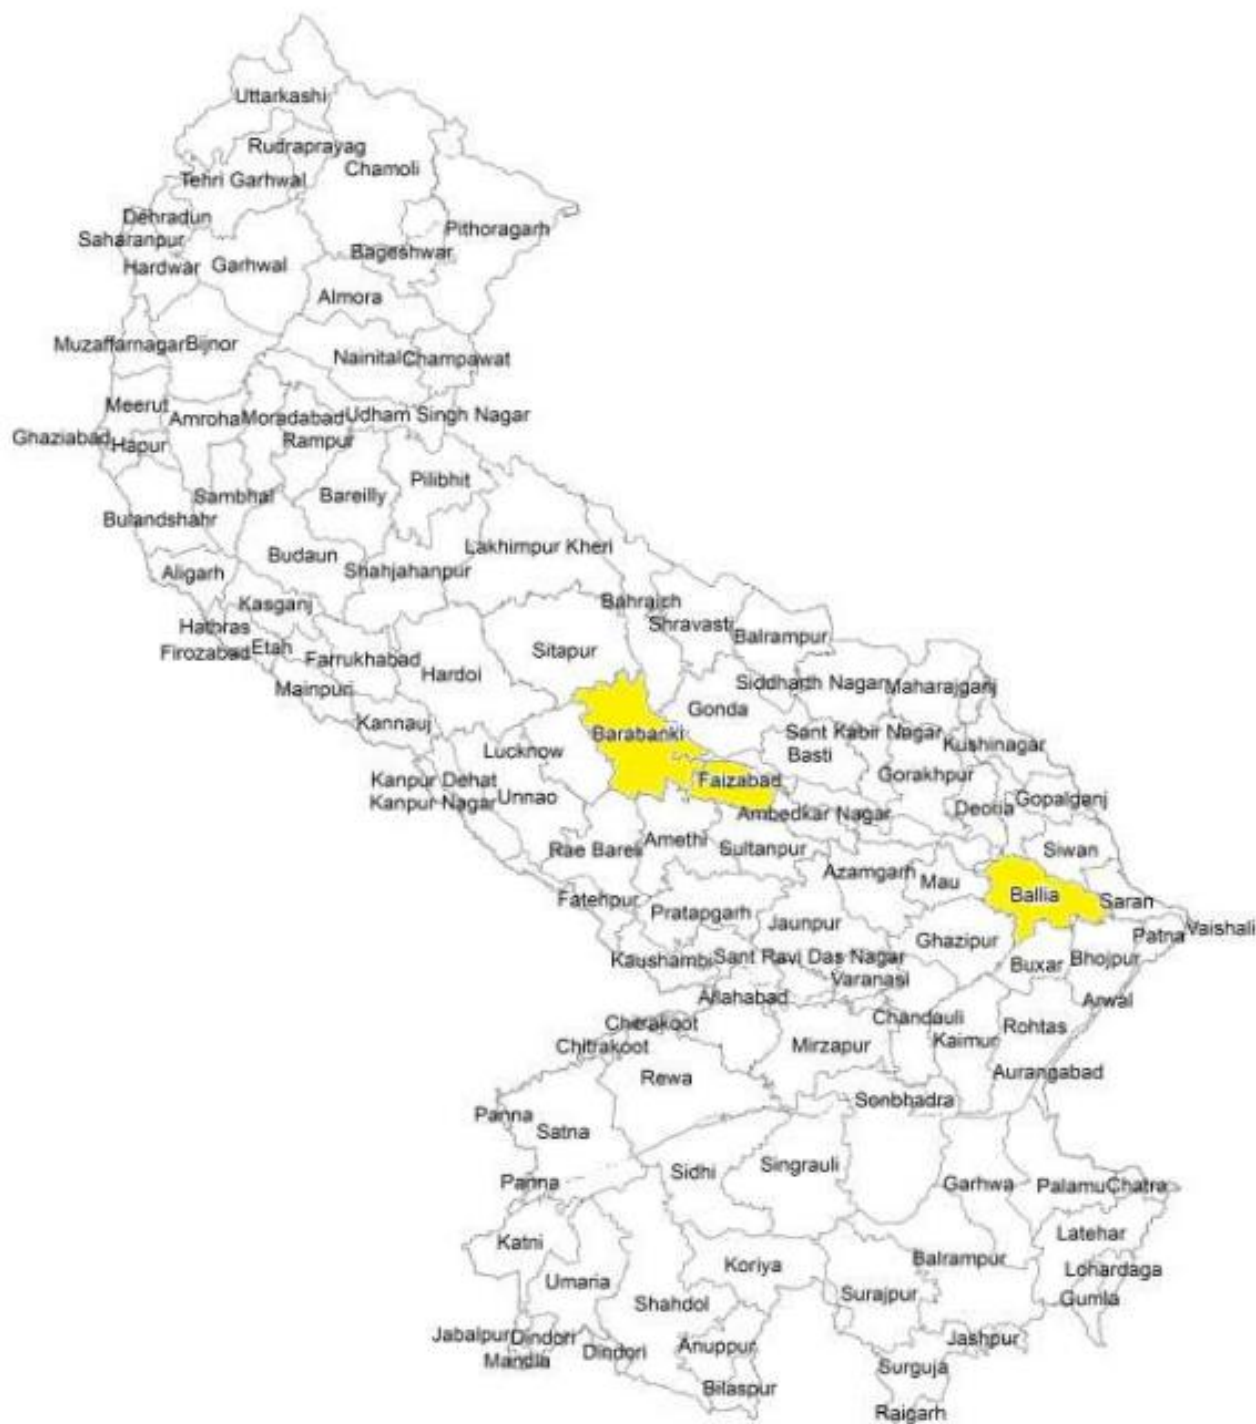 Uttarkashi
Rudraprayag
Chamoli
Tehri Garhwal
Dehradun
Pithoragarh
Saharanpur
Bageshwar
Hardwar
Garhwal
Almora
Muzaffarnagar
Bijnor
Nainital
Champawat
Meerut
Amroha
Moradabad
Udham Singh Nagar
Ghaziabad
Hapur
Rampur
Pilibhit
Sambhal
Bareilly
Bulandshahr
Budaun
Lakhimpur Kheri
Aligarh
Shahjahanpur
Kasganj
Bahraich
Hathras
Shravasti
Balrampur
Firozabad
Etah
Farrukhabad
Sitapur
Hardoi
Mainpuri
Siddharth Nagar
Maharajganj
Gonda
Kannauj
Barabanki
Sant Kabir Nagar
Kushinagar
Lucknow
Basti
Kanpur Dehat
Faizabad
Gorakhpur
Kanpur Nagar
Unnao
Ambedkar Nagar
Deoria
Gopalganj
Rae Bareli
Amethi
Sultanpur
Siwan
Azamgarh
Mau
Ballia
Saran
Fatehpur
Pratapgarh
Jaunpur
Ghazipur
Patna
Vaishali
Kaushambi
Sant Ravi Das Nagar
Varanasi
Buxar
Bhojpur
Allahabad
Arwal
Chitrakoot
Chandauli
Rohtas
Chitrakoot
Mirzapur
Kaimur
Rewa
Aurangabad
Sonbhadra
Panna
Satna
Sidhi
Singrauli
Panna
Garhwa
Palamu
Chatra
Latehar
Katni
Koriya
Balrampur
Lohardaga
Umaria
Surajpur
Gumla
Shahdol
Jabalpur
Dindori
Anuppur
Jashpur
Mandla
Dindori
Surguja
Bilaspur
Raigarh